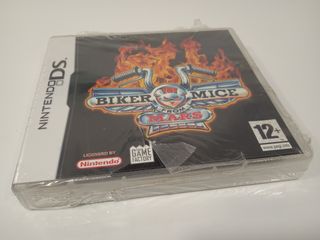 NINTENDO DS
BIKER MICE
FROM
MARS
LICENSED BY
Nintendo
GAME
FACTORY
12+
www.pegi.info